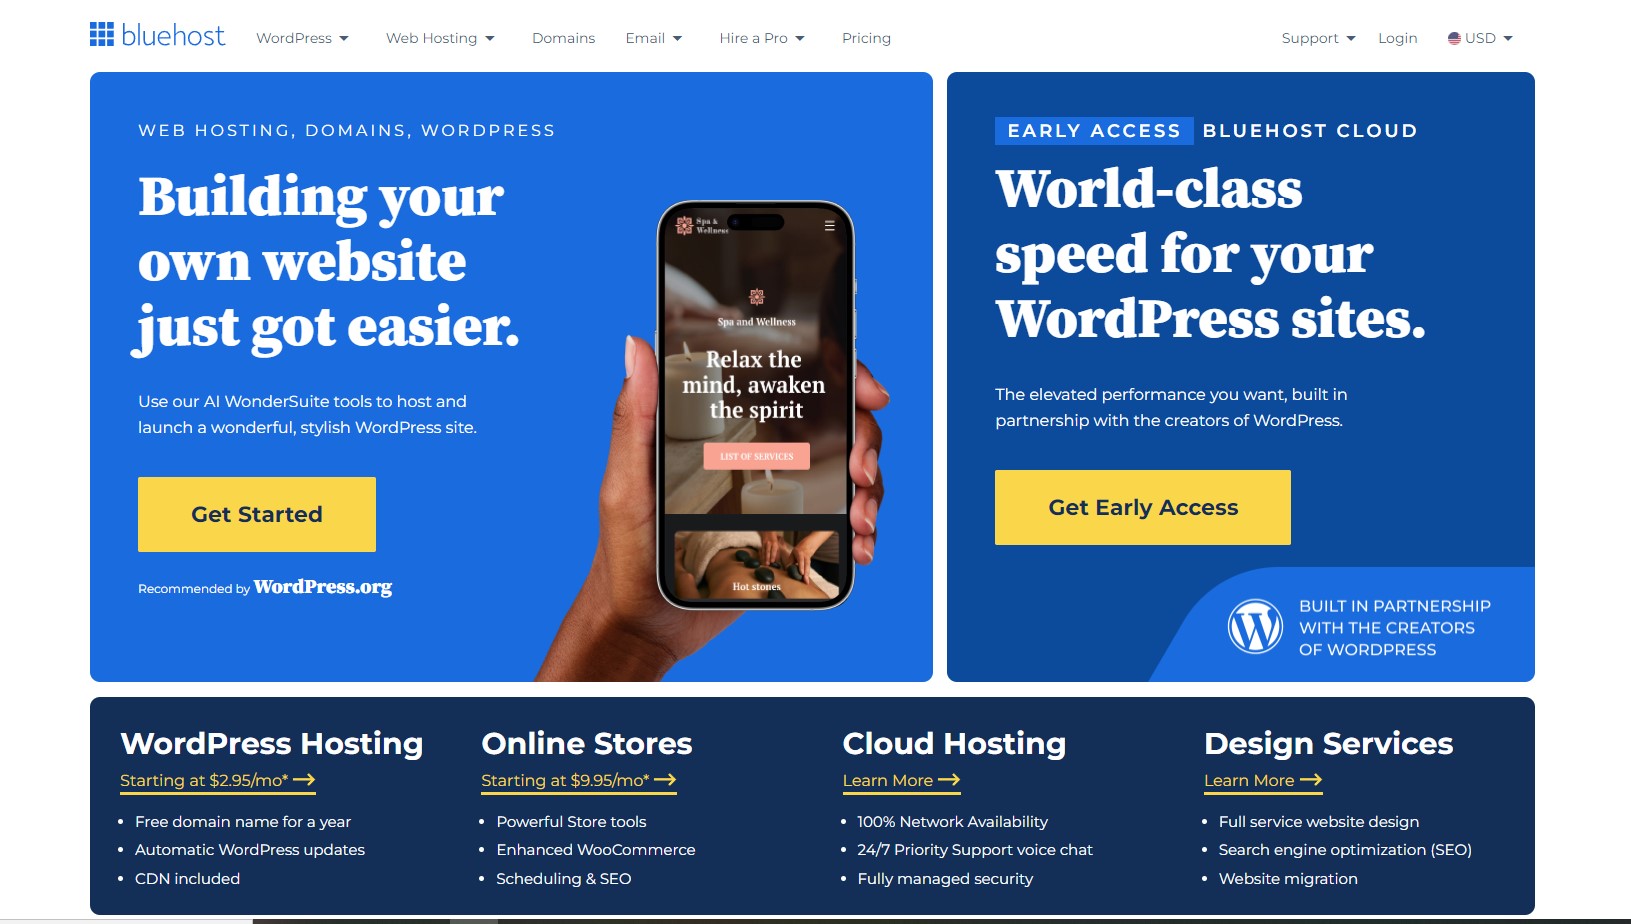 bluehost
WordPress
Web Hosting
Domains
Email
Hire a Pro
Pricing
Support
Login
USD
WEB HOSTING, DOMAINS, WORDPRESS
Building your
own website
just got easier.
Use our AI WonderSuite tools to host and
launch a wonderful, stylish WordPress site.
Get Started
Recommended by WordPress.org
Spa &
Wellness
Spa and Wellness
Relax the
mind, awaken
the spirit
LIST OF SERVICES
Hot stones
EARLY ACCESS BLUEHOST CLOUD
World-class
speed for your
WordPress sites.
The elevated performance you want, built in
partnership with the creators of WordPress.
Get Early Access
BUILT IN PARTNERSHIP
WITH THE CREATORS
OF WORDPRESS
WordPress Hosting
Starting at $2.95/mo*
• Free domain name for a year
• Automatic WordPress updates
• CDN included
Online Stores
Starting at $9.95/mo*
• Powerful Store tools
• Enhanced WooCommerce
• Scheduling & SEO
Cloud Hosting
Learn More
• 100% Network Availability
• 24/7 Priority Support voice chat
• Fully managed security
Design Services
Learn More
• Full service website design
• Search engine optimization (SEO)
• Website migration